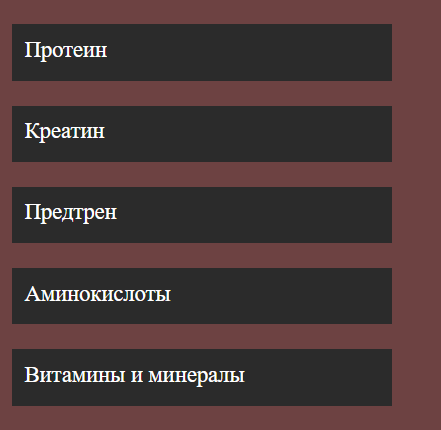 Протеин
Креатин
Предтрен
Аминокислоты
Витамины и минералы